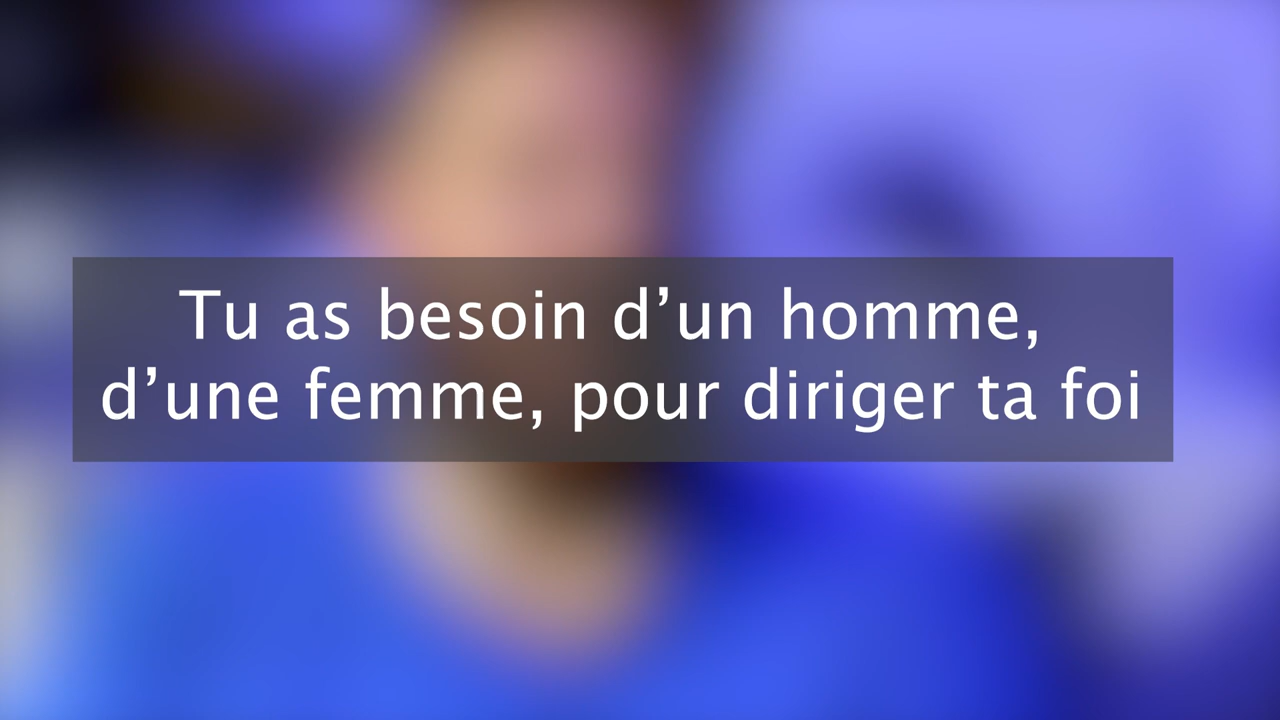 Tu as besoin d’un homme,
d’une femme, pour diriger ta foi